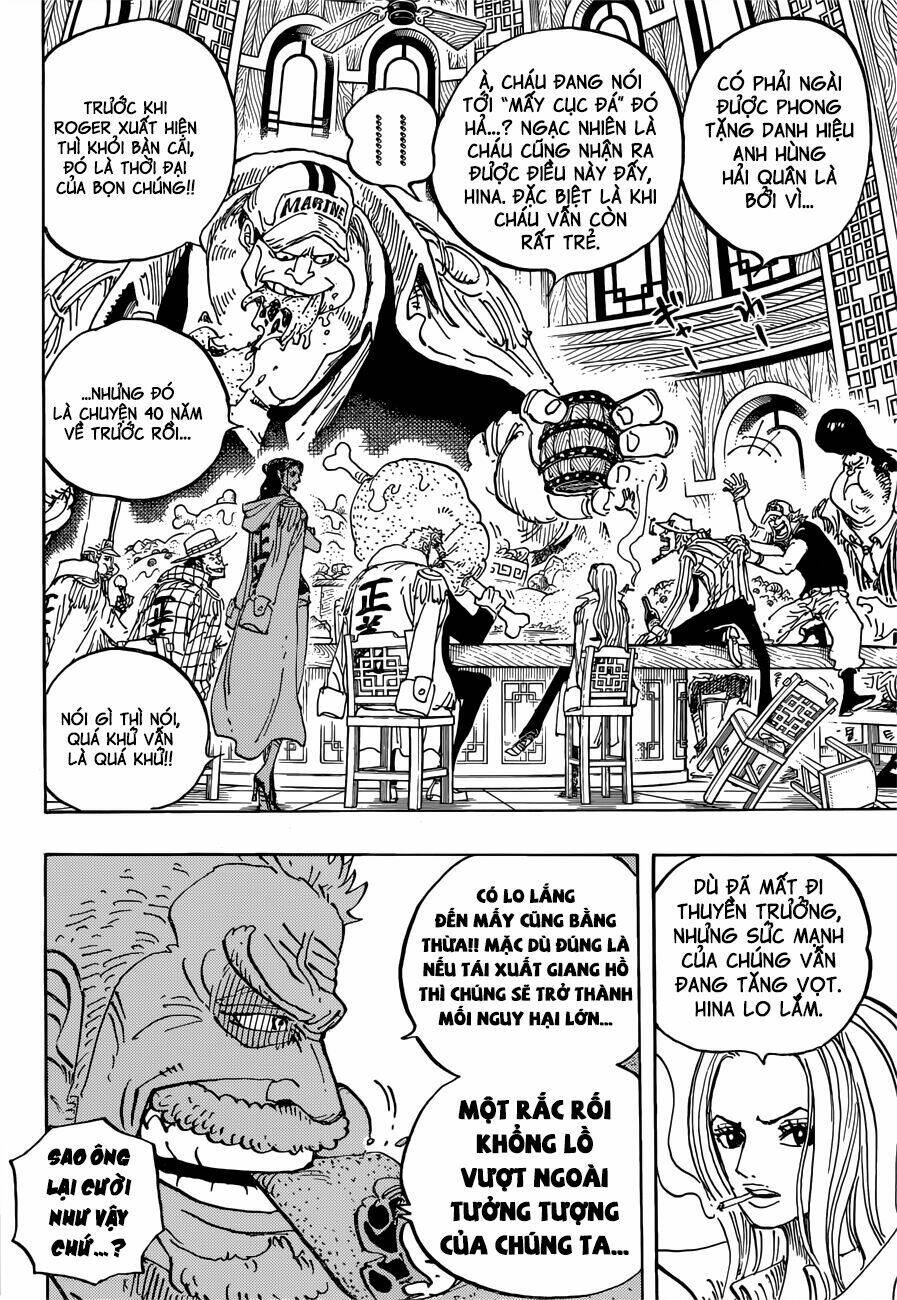 CÓ PHẢI NGÀI
ĐƯỢC PHONG
TẶNG DANH HIỆU
ANH HÙNG
HẢI QUÂN LÀ
BỞI VÌ...
À, CHÁU ĐANG NÓI
TỚI “MẤY CỤC ĐÁ” ĐÓ
HẢ...? NGẠC NHIÊN LÀ
CHÁU CŨNG NHẬN RA
ĐƯỢC ĐIỀU NÀY ĐẤY,
HINA. ĐẶC BIỆT LÀ KHI
CHÁU VẪN CÒN
RẤT TRẺ.
TRƯỚC KHI
ROGER XUẤT HIỆN
THÌ KHỎI BÀN CÃI,
ĐÓ LÀ THỜI ĐẠI
CỦA BỌN CHÚNG!!
MARINE
...NHƯNG ĐÓ
LÀ CHUYỆN 40 NĂM
VỀ TRƯỚC RỒI...
ギャ
わわ
正
正
正
NÓI GÌ THÌ NÓI,
QUÁ KHỨ VẪN
LÀ QUÁ KHỨ!!
DÙ ĐÃ MẤT ĐI
THUYỀN TRƯỞNG,
NHƯNG SỨC MẠNH
CỦA CHÚNG VẪN
ĐANG TĂNG VỌT.
HINA LO LẮM.
CÓ LO LẮNG
ĐẾN MẤY CŨNG BẰNG
THỪA!! MẶC DÙ ĐÚNG LÀ
NẾU TÁI XUẤT GIANG HỒ
THÌ CHÚNG SẼ TRỞ THÀNH
MỐI NGUY HẠI LỚN...
MỘT RẮC RỐI
KHỔNG LỒ
VƯỢT NGOÀI
TƯỞNG TƯỢNG
CỦA CHÚNG TA...
SAO ÔNG
LẠI CƯỜI
NHƯ VẬY
CHỨ...?